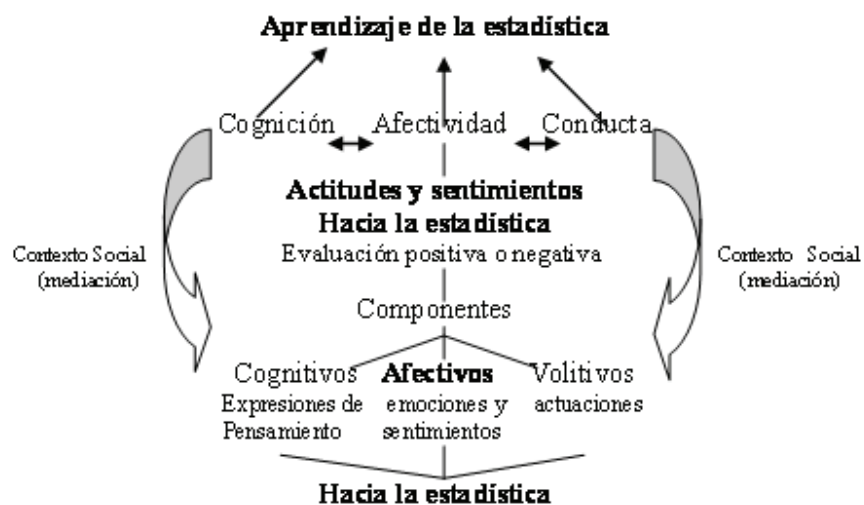 Aprendizaje de la estadística
Cognición Afectividad Conducta
Actitudes y sentimientos
Hacia la estadística
Evaluación positiva o negativa
Contexto Social
(mediación)
Contexto Social
(mediación)
Componentes
Cognitivos Afectivos Volitivos
Expresiones de emociones y actuaciones
Pensamiento sentimientos
Hacia la estadística